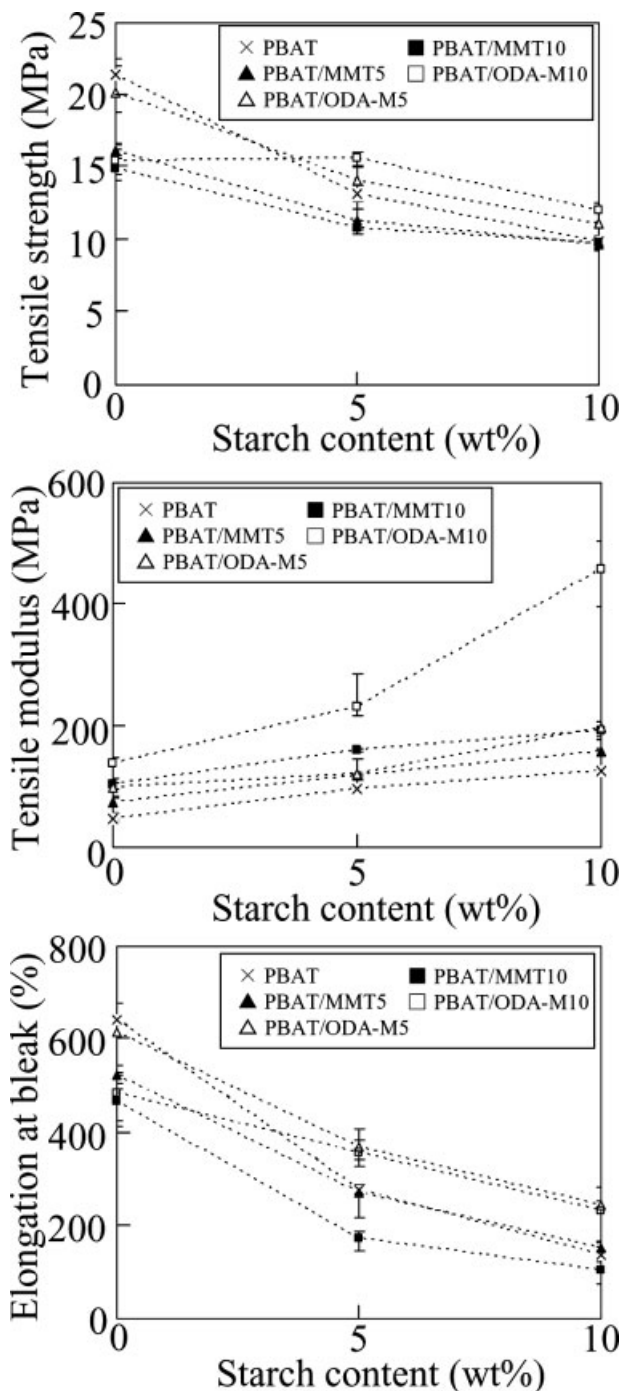 Tensile strength (MPa)
25
20
15
10
5
0
× PBAT ■ PBAT/MMT10
▲ PBAT/MMT5 □ PBAT/ODA-M10
△ PBAT/ODA-M5
0 5 10
Starch content (wt%)
Tensile modulus (MPa)
600
400
200
0
× PBAT ■ PBAT/MMT10
▲ PBAT/MMT5 □ PBAT/ODA-M10
△ PBAT/ODA-M5
0 5 10
Starch content (wt%)
Elongation at bleak (%)
800
600
400
200
0
× PBAT ■ PBAT/MMT10
▲ PBAT/MMT5 □ PBAT/ODA-M10
△ PBAT/ODA-M5
0 5 10
Starch content (wt%)